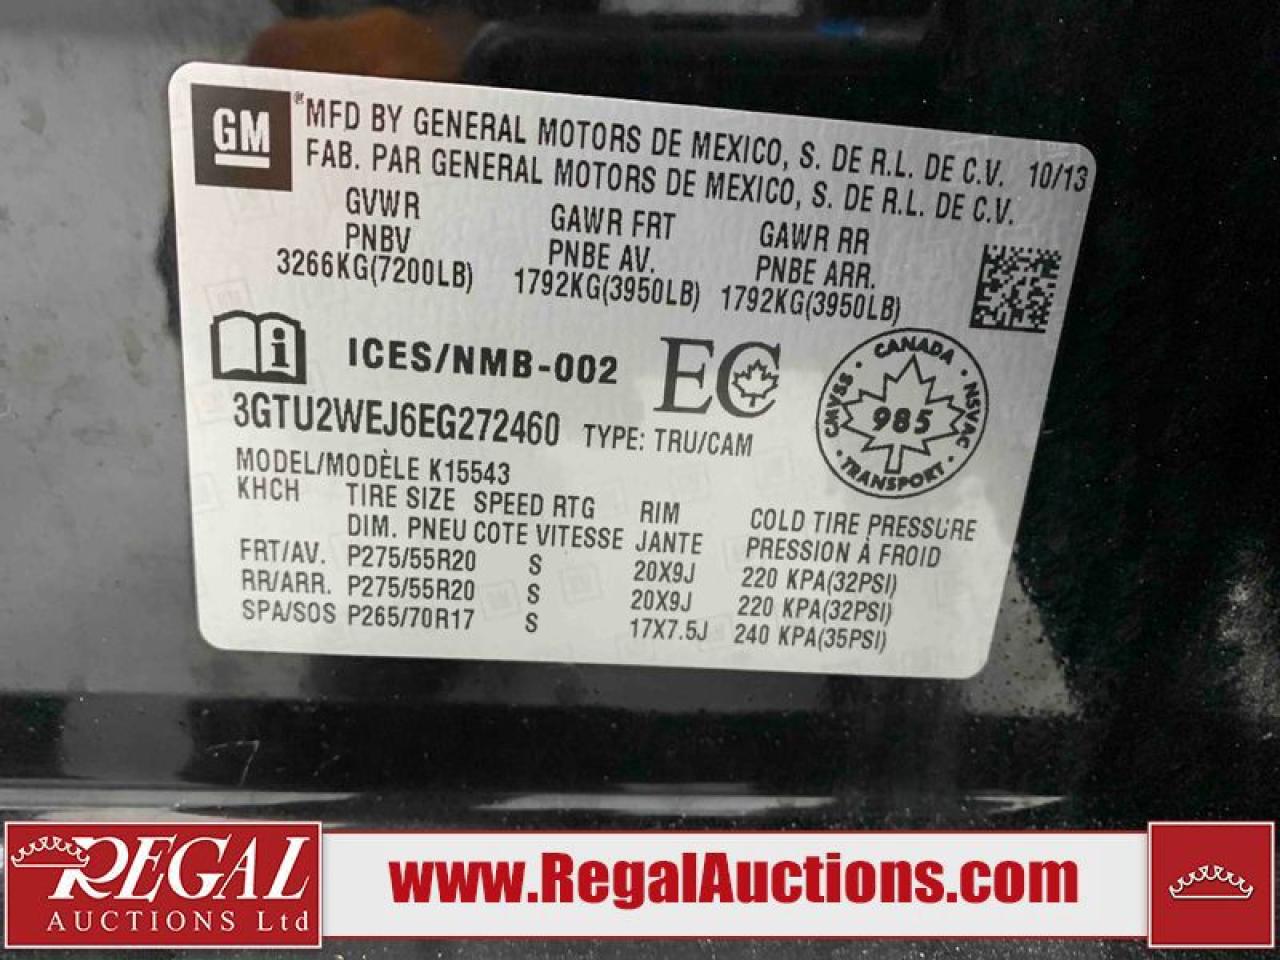 GM
® MFD BY GENERAL MOTORS DE MEXICO, S. DE R.L. DE C.V. 10/13
FAB. PAR GENERAL MOTORS DE MEXICO, S. DE R.L. DE C.V.
GVWR GAWR FRT GAWR RR
PNBV PNBE AV. PNBE ARR.
3266KG(7200LB) 1792KG(3950LB) 1792KG(3950LB)
i ICES/NMB-002 EC
CANADA
CMVSS 985 NSVAC
TRANSPORT
3GTU2WEJ6EG272460 TYPE: TRU/CAM
MODEL/MODÈLE K15543
KHCH TIRE SIZE SPEED RTG RIM COLD TIRE PRESSURE
DIM. PNEU COTE VITESSE JANTE PRESSION À FROID
FRT/AV. P275/55R20 S 20X9J 220 KPA(32PSI)
RR/ARR. P275/55R20 S 20X9J 220 KPA(32PSI)
SPA/SOS P265/70R17 S 17X7.5J 240 KPA(35PSI)
REGAL
AUCTIONS Ltd
www.RegalAuctions.com